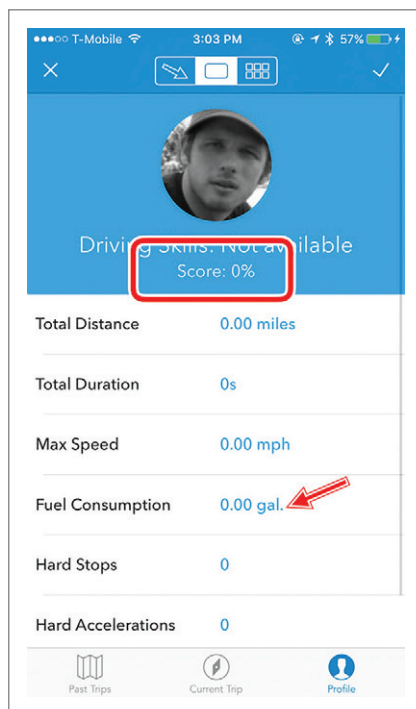 T-Mobile 3:03 PM 57%
Driving Skills: Not available
Score: 0%
Total Distance 0.00 miles
Total Duration 0s
Max Speed 0.00 mph
Fuel Consumption 0.00 gal.
Hard Stops 0
Hard Accelerations 0
Past Trips Current Trip Profile